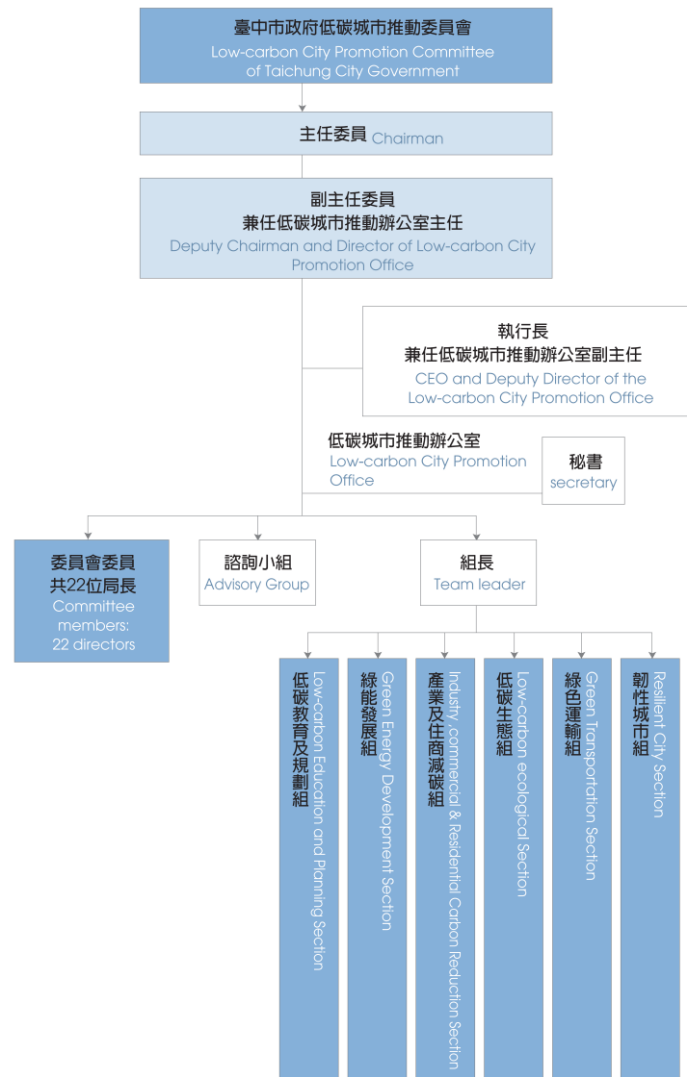 臺中市政府低碳城市推動委員會
Low-carbon City Promotion Committee
of Taichung City Government
主任委員 Chairman
副主任委員
兼任低碳城市推動辦公室主任
Deputy Chairman and Director of Low-carbon City
Promotion Office
執行長
兼任低碳城市推動辦公室副主任
CEO and Deputy Director of the
Low-carbon City Promotion Office
低碳城市推動辦公室
Low-carbon City Promotion
Office
秘書
secretary
委員會委員
共22位局長
Committee
members:
22 directors
諮詢小組
Advisory Group
組長
Team leader
低碳教育及規劃組
Low-carbon Education and Planning Section
綠能發展組
Green Energy Development Section
產業及住商減碳組
Industry ,commercial & Residential Carbon Reduction Section
低碳生態組
Low-carbon ecological Section
綠色運輸組
Green Transportation Section
韌性城市組
Resilient City Section